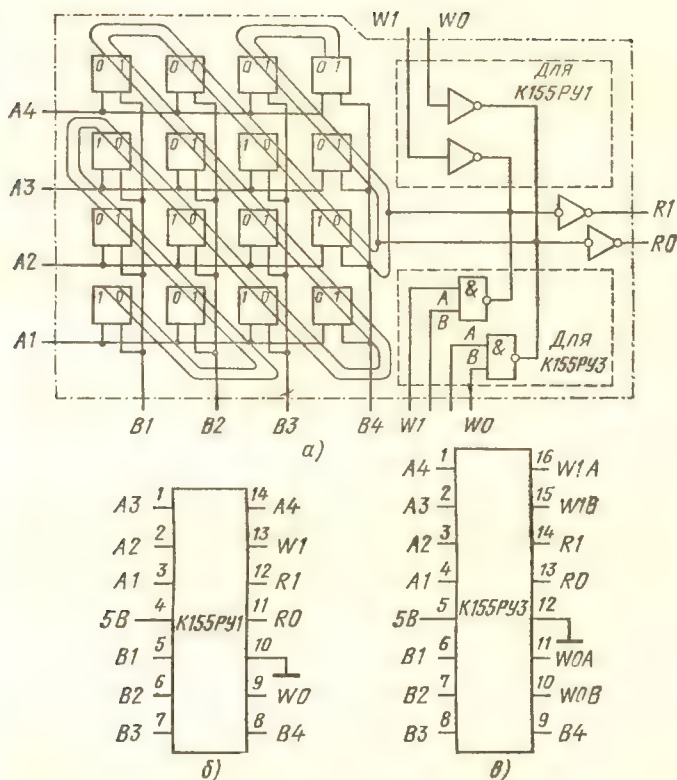 W1 W0
Для К155РУ1
0 1 0 1 0 1 0 1
A4
1 0 0 1 0 1 0 1
A3
R1
R0
0 1 0 1 1 0 1 0
A2
& A B
A1
1 0 1 0 1 0 0 1
& A B
Для К155РУ3
B1 B2 B3 B4 W1 W0
а)
A3 1 14 A4
A2 2 13 W1
A1 3 12 R1
5В 4 К155РУ1 11 R0
B1 5 10
B2 6 9 W0
B3 7 8 B4
б)
A4 1 16 W1A
A3 2 15 W1B
A2 3 14 R1
A1 4 13 R0
5В 5 К155РУ3 12
B1 6 11 W0A
B2 7 10 W0B
B3 8 9 B4
в)